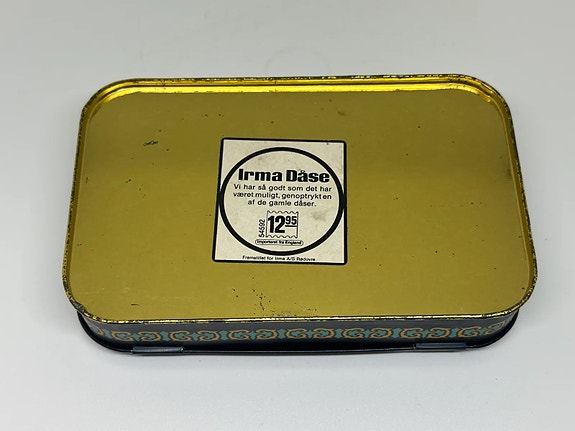 Irma Dåse
Vi har så godt som det har
været muligt, genoptrykt en
af de gamle dåser.
54592
12 95
Importeret fra England
Fremstillet for Irma A/S Rødovre